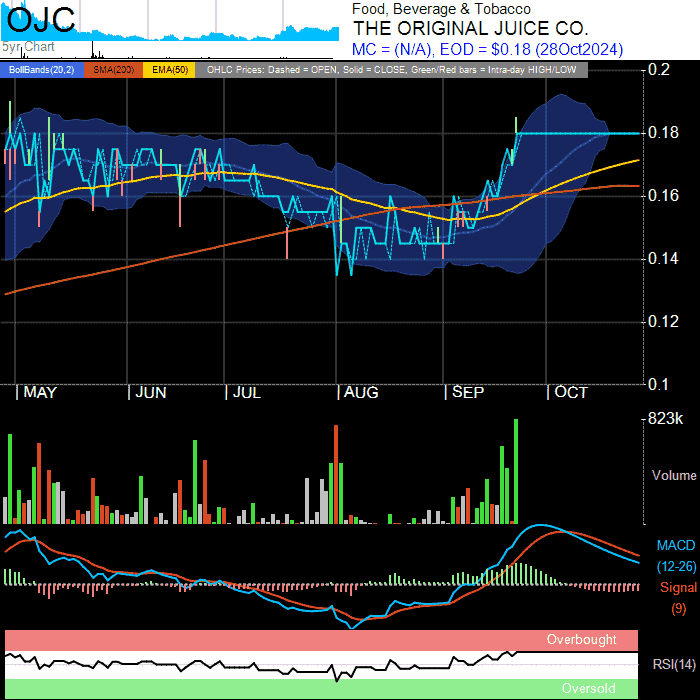 OJC
5yr Chart
Food, Beverage & Tobacco
THE ORIGINAL JUICE CO.
MC = (N/A), EOD = $0.18 (28Oct2024)
BollBands(20,2) SMA(200) EMA(50) OHLC Prices: Dashed = OPEN, Solid = CLOSE, Green/Red bars = Intra-day HIGH/LOW
0.2
0.18
0.16
0.14
0.12
0.1
MAY JUN JUL AUG SEP OCT
823k
Volume
MACD
(12-26)
Signal
(9)
Overbought
RSI(14)
Oversold